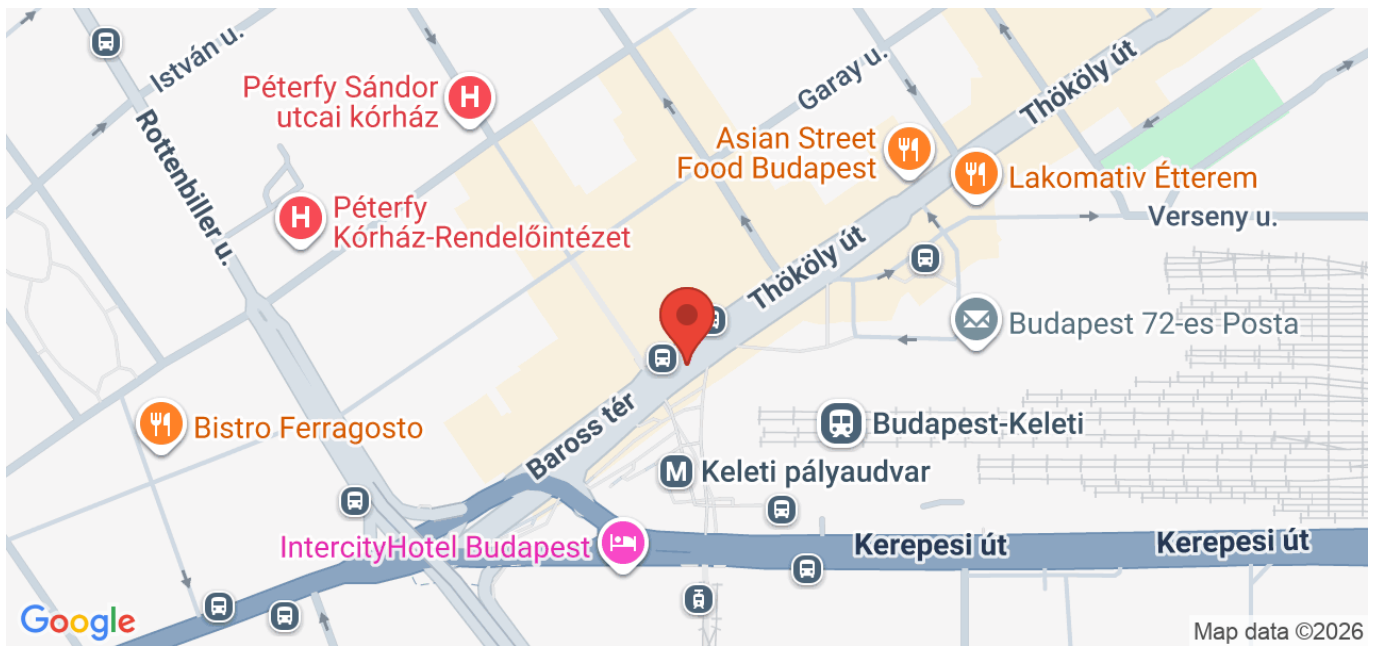 István u.
Rottenbiller u.
Péterfy Sándor
utcai kórház
H
Garay u.
Thököly út
Asian Street
Food Budapest
Lakomativ Étterem
H
Péterfy
Kórház-Rendelőintézet
Verseny u.
Thököly út
Budapest 72-es Posta
Bistro Ferragosto
Baross tér
Budapest-Keleti
M
Keleti pályaudvar
IntercityHotel Budapest
Kerepesi út
Kerepesi út
Google
Map data ©2026